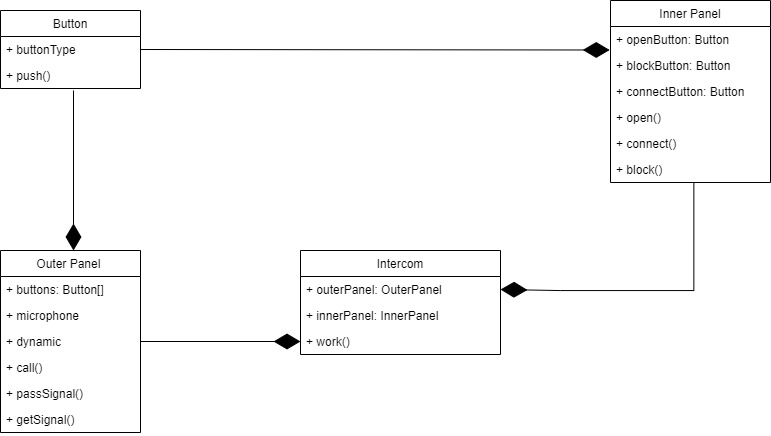 Button
+ buttonType
+ push()
Inner Panel
+ openButton: Button
+ blockButton: Button
+ connectButton: Button
+ open()
+ connect()
+ block()
Outer Panel
+ buttons: Button[]
+ microphone
+ dynamic
+ call()
+ passSignal()
+ getSignal()
Intercom
+ outerPanel: OuterPanel
+ innerPanel: InnerPanel
+ work()